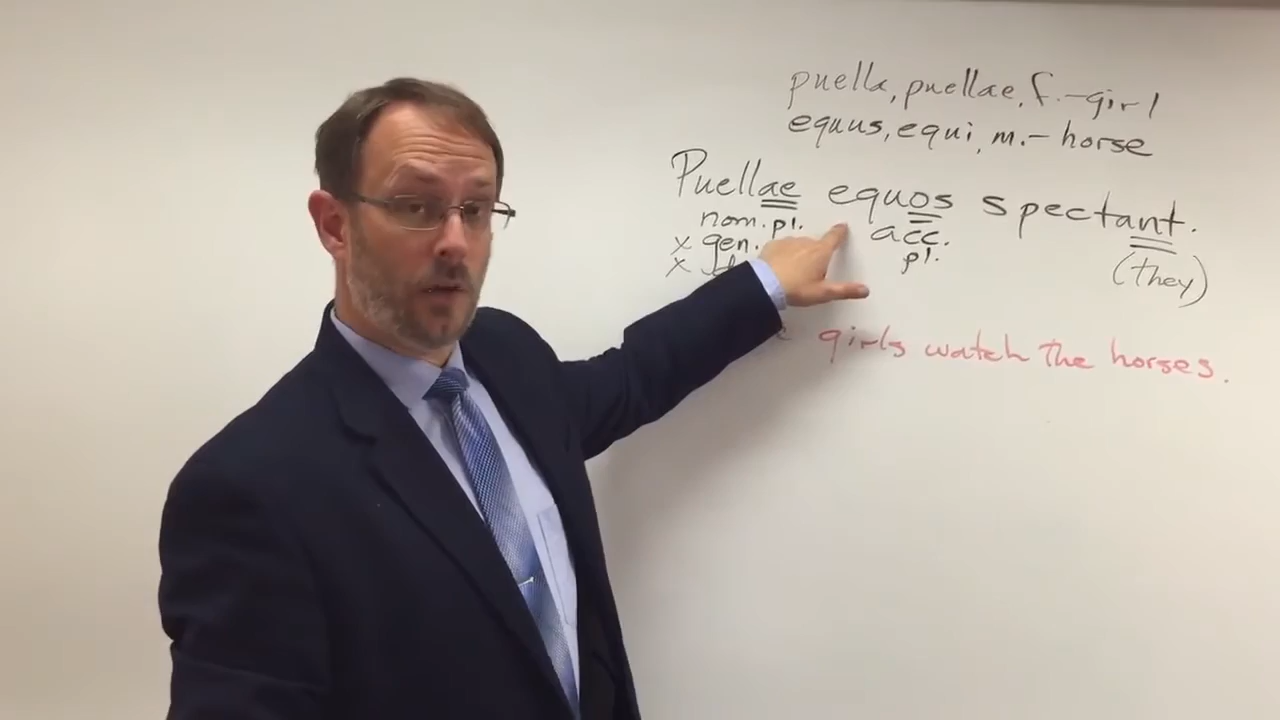 puella, puellae, f. - girl
equus, equi, m. - horse
Puellae equos spectant.
nom. pl. acc. (they)
x gen. pl.
x
girls watch the horses.